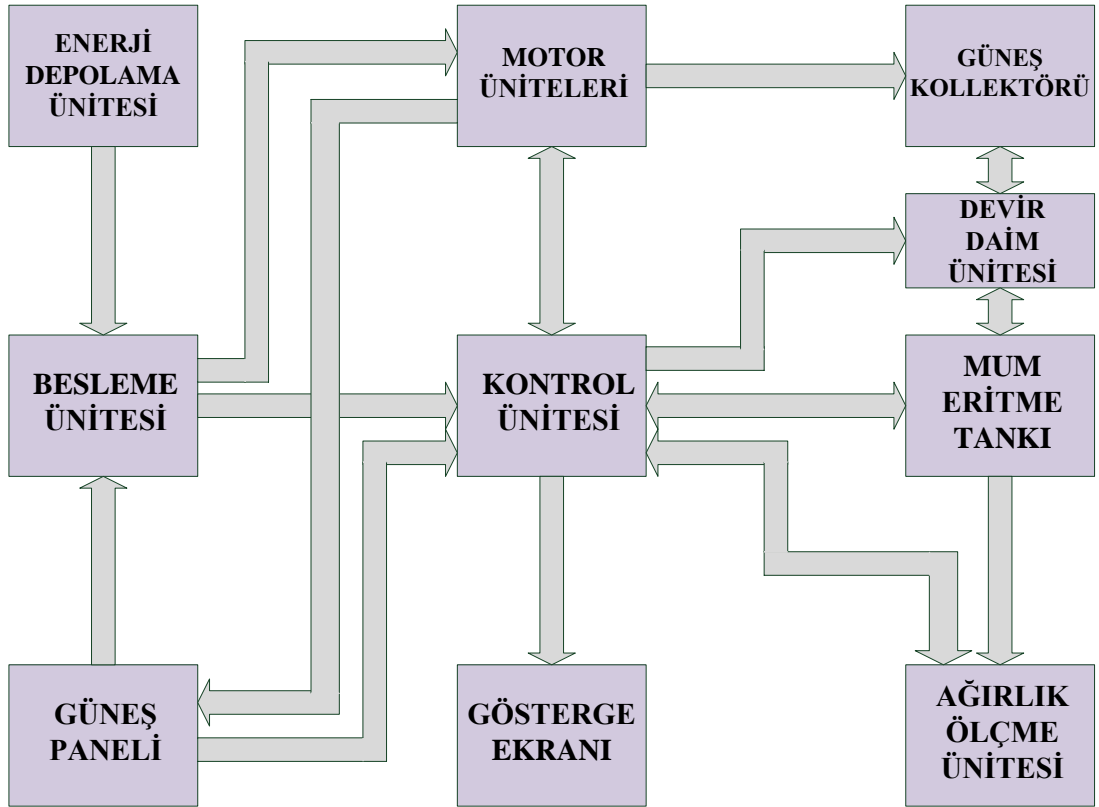 ENERJİ
DEPOLAMA
ÜNİTESİ
MOTOR
ÜNİTELERİ
GÜNEŞ
KOLLEKTÖRÜ
DEVİR
DAİM
ÜNİTESİ
BESLEME
ÜNİTESİ
KONTROL
ÜNİTESİ
MUM
ERİTME
TANKI
GÜNEŞ
PANELİ
GÖSTERGE
EKRANI
AĞIRLIK
ÖLÇME
ÜNİTESİ